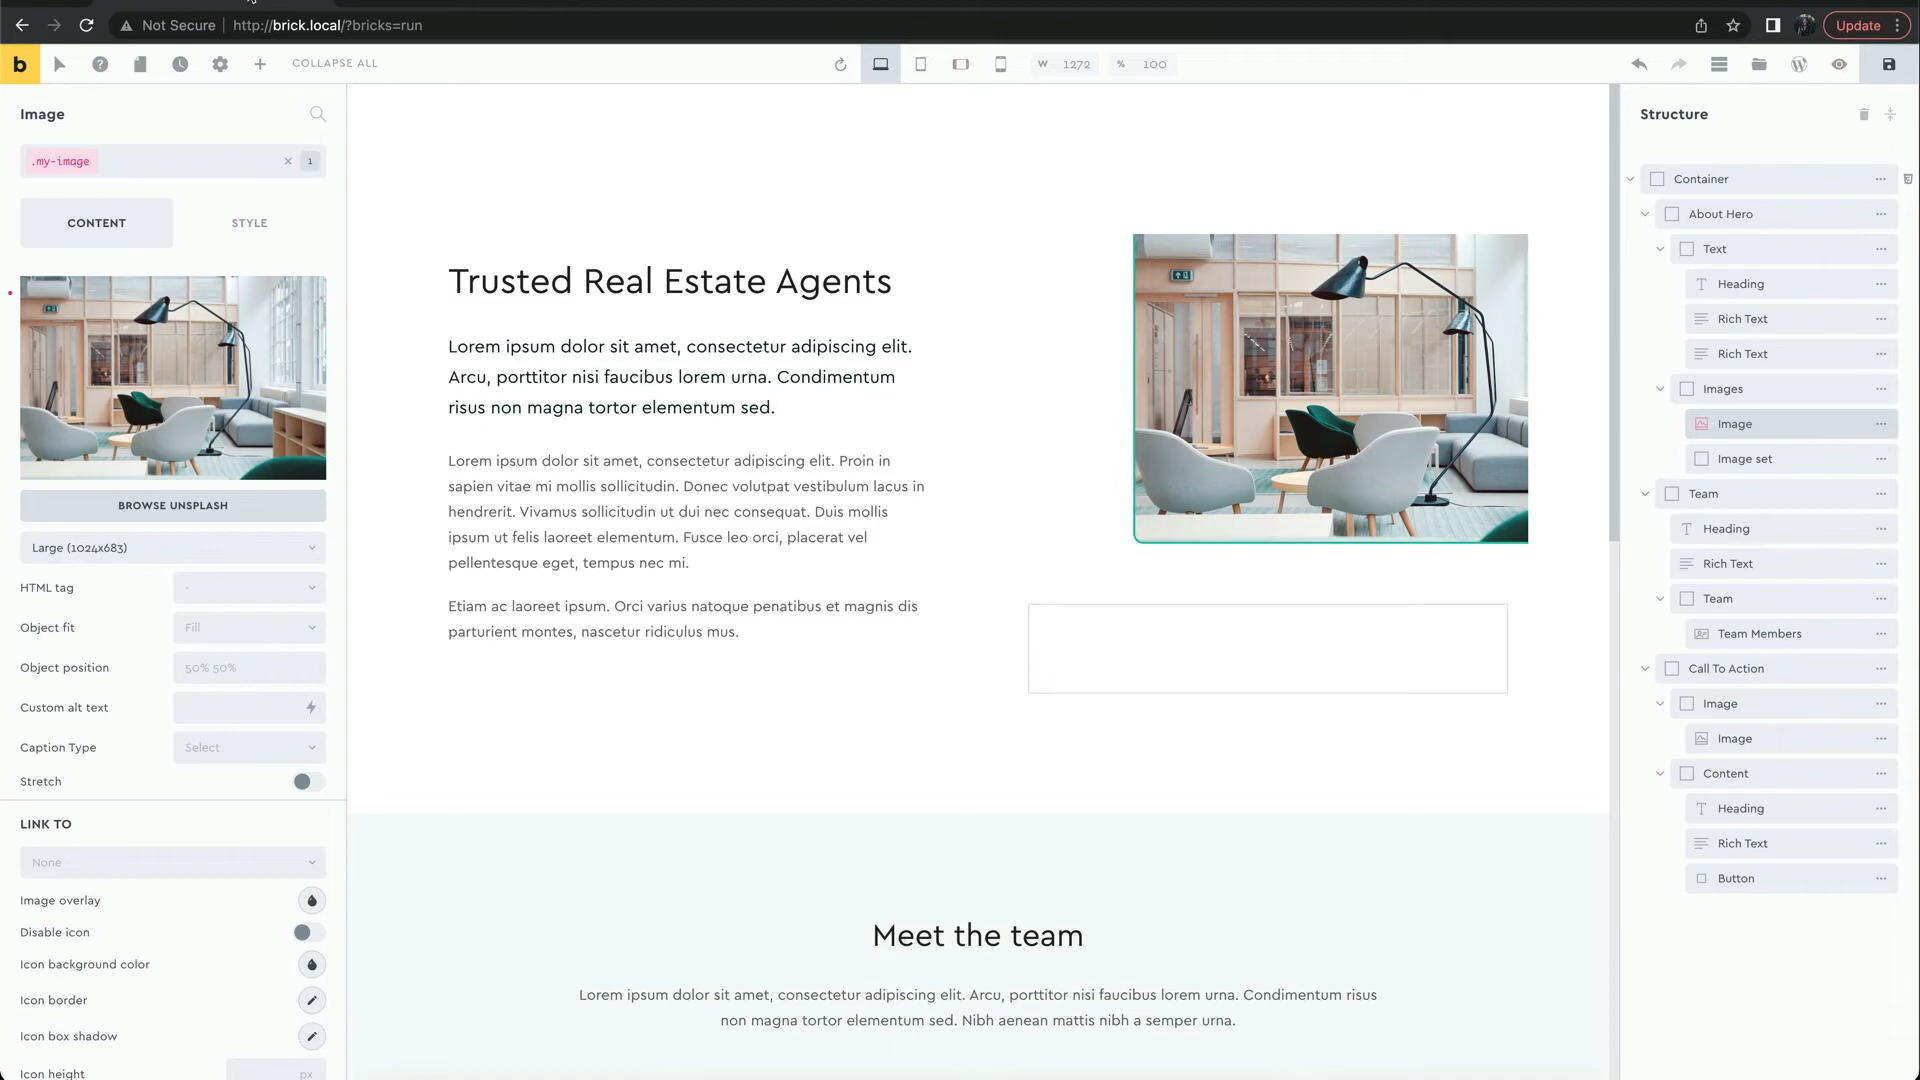 Not Secure
http://brick.local/?bricks=run
Update
b
COLLAPSE ALL
W 1272
% 100
Image
.my-image
1
CONTENT
STYLE
BROWSE UNSPLASH
Large (1024x683)
HTML tag
-
Object fit
Fill
Object position
50% 50%
Custom alt text
Caption Type
Select
Stretch
LINK TO
None
Image overlay
Disable icon
Icon background color
Icon border
Icon box shadow
Icon height
px
Trusted Real Estate Agents
Lorem ipsum dolor sit amet, consectetur adipiscing elit.
Arcu, porttitor nisi faucibus lorem urna. Condimentum
risus non magna tortor elementum sed.
Lorem ipsum dolor sit amet, consectetur adipiscing elit. Proin in
sapien vitae mi mollis sollicitudin. Donec volutpat vestibulum lacus in
hendrerit. Vivamus sollicitudin ut dui nec consequat. Duis mollis
ipsum ut felis laoreet elementum. Fusce leo orci, placerat vel
pellentesque eget, tempus nec mi.
Etiam ac laoreet ipsum. Orci varius natoque penatibus et magnis dis
parturient montes, nascetur ridiculus mus.
Meet the team
Lorem ipsum dolor sit amet, consectetur adipiscing elit. Arcu, porttitor nisi faucibus lorem urna. Condimentum risus
non magna tortor elementum sed. Nibh aenean mattis nibh a semper urna.
Structure
Container
About Hero
Text
Heading
Rich Text
Rich Text
Images
Image
Image set
Team
Heading
Rich Text
Team
Team Members
Call To Action
Image
Image
Content
Heading
Rich Text
Button